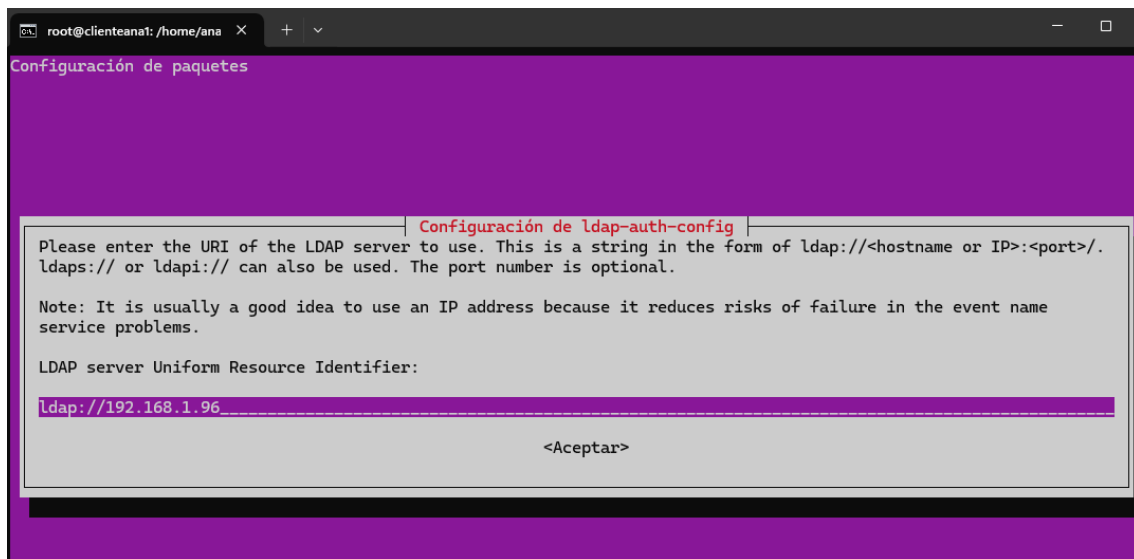 root@clienteana1: /home/ana
Configuración de paquetes
Configuración de ldap-auth-config
Please enter the URI of the LDAP server to use. This is a string in the form of ldap://<hostname or IP>:<port>/.
ldaps:// or ldapi:// can also be used. The port number is optional.
Note: It is usually a good idea to use an IP address because it reduces risks of failure in the event name
service problems.
LDAP server Uniform Resource Identifier:
ldap://192.168.1.96
<Aceptar>